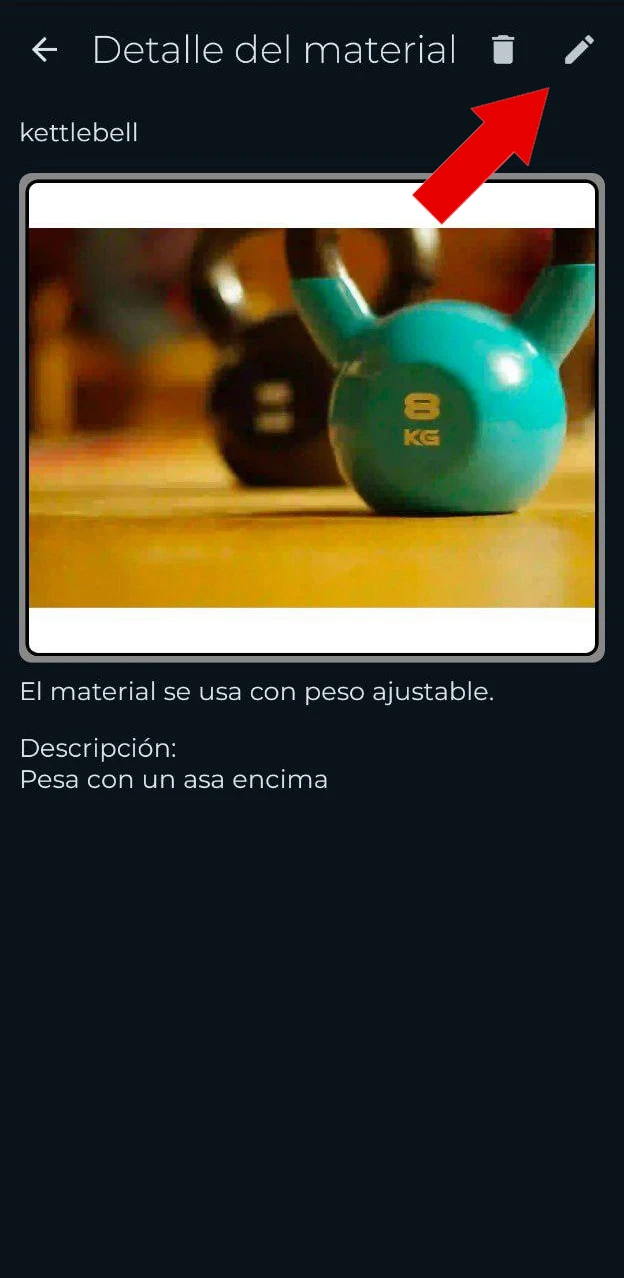 Detalle del material
kettlebell
8
KG
El material se usa con peso ajustable.
Descripción:
Pesa con un asa encima